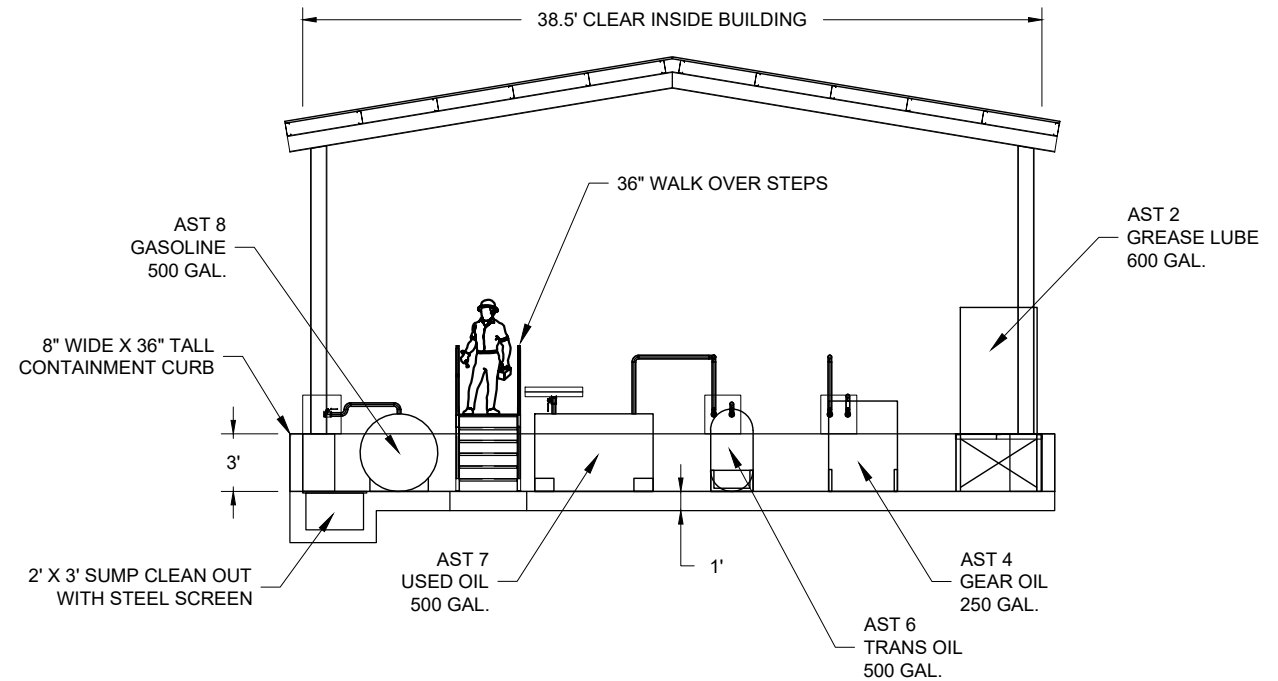 38.5' CLEAR INSIDE BUILDING
36" WALK OVER STEPS
AST 8
GASOLINE
500 GAL.
AST 2
GREASE LUBE
600 GAL.
8" WIDE X 36" TALL
CONTAINMENT CURB
3'
2' X 3' SUMP CLEAN OUT
WITH STEEL SCREEN
AST 7
USED OIL
500 GAL.
1'
AST 4
GEAR OIL
250 GAL.
AST 6
TRANS OIL
500 GAL.